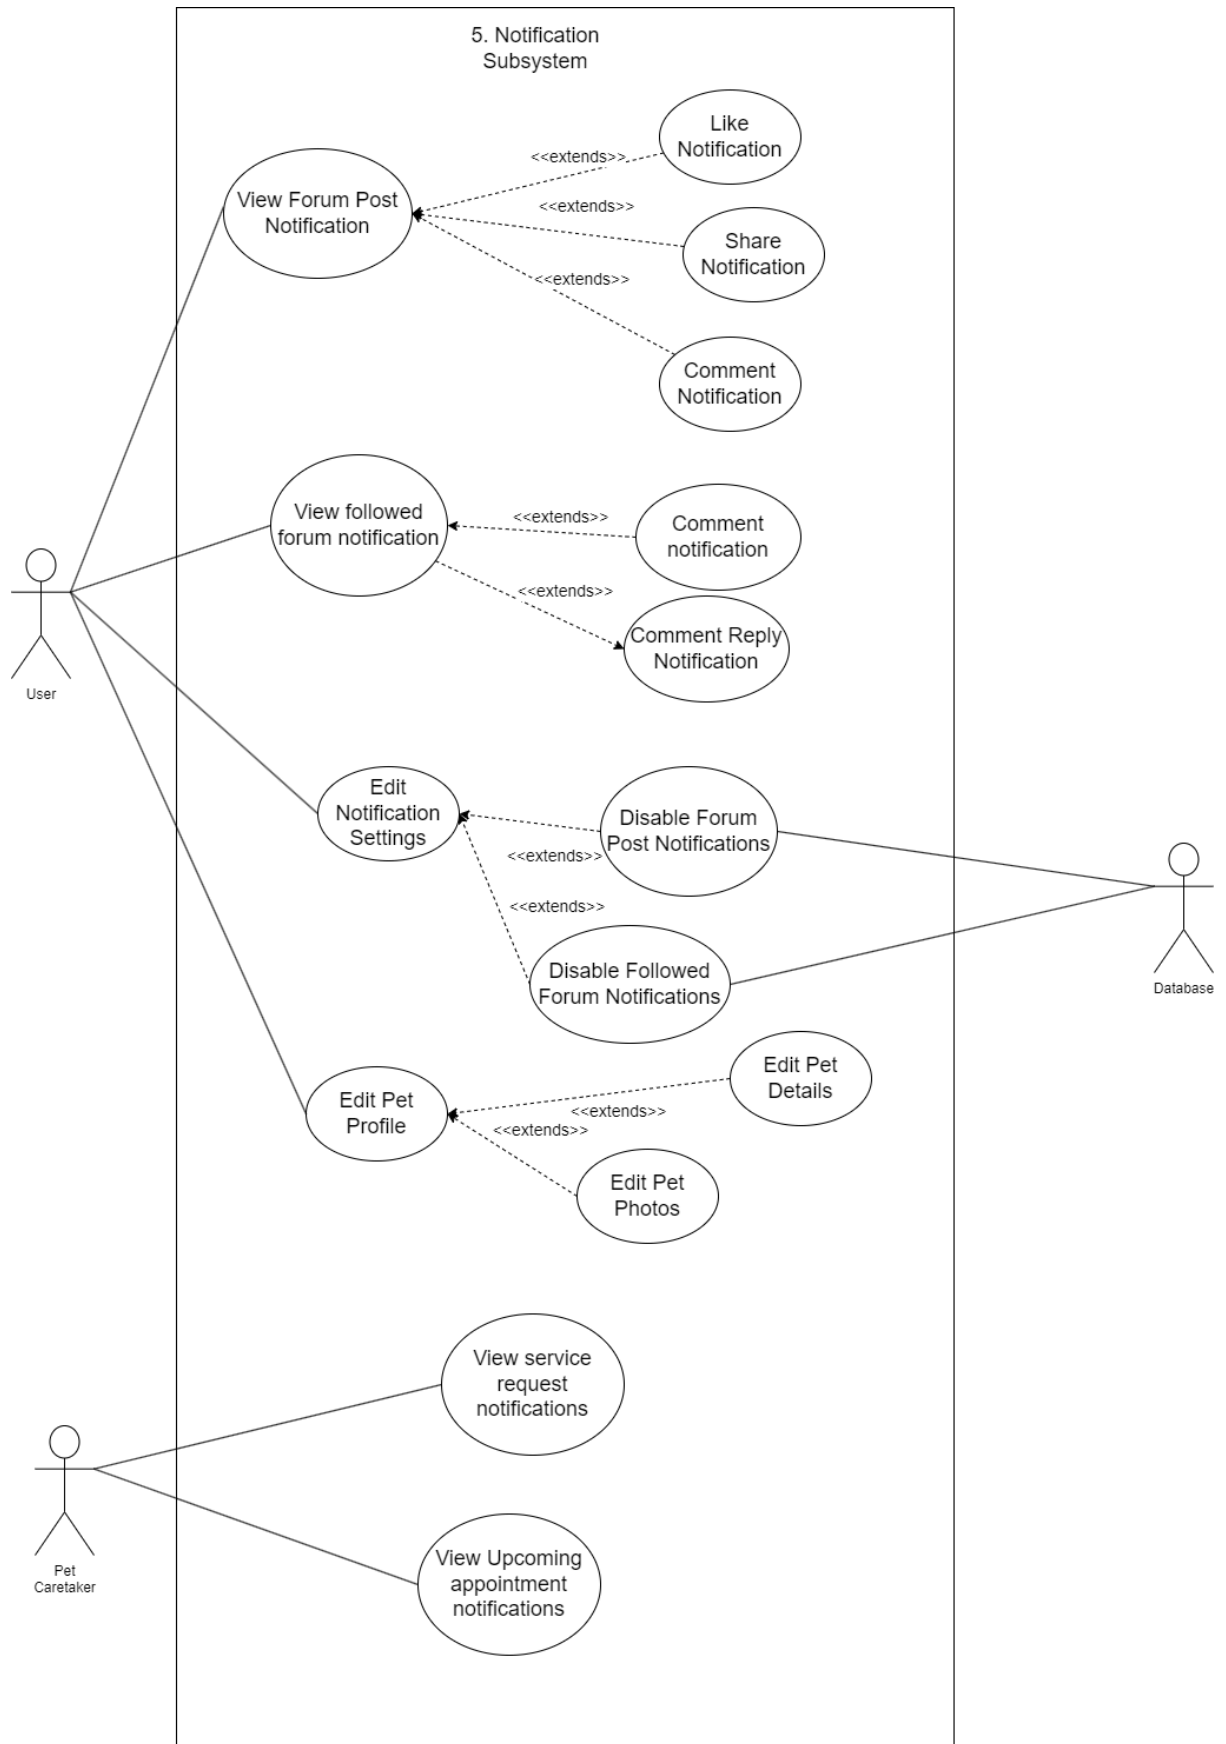 5. Notification
Subsystem
Like
Notification
<<extends>>
View Forum Post
Notification
<<extends>>
Share
Notification
<<extends>>
Comment
Notification
View followed
forum notification
<<extends>>
Comment
notification
<<extends>>
Comment Reply
Notification
User
Edit
Notification
Settings
Disable Forum
Post Notifications
<<extends>>
<<extends>>
Disable Followed
Forum Notifications
Database
Edit Pet
Details
Edit Pet
Profile
<<extends>>
<<extends>>
Edit Pet
Photos
View service
request
notifications
Pet
Caretaker
View Upcoming
appointment
notifications